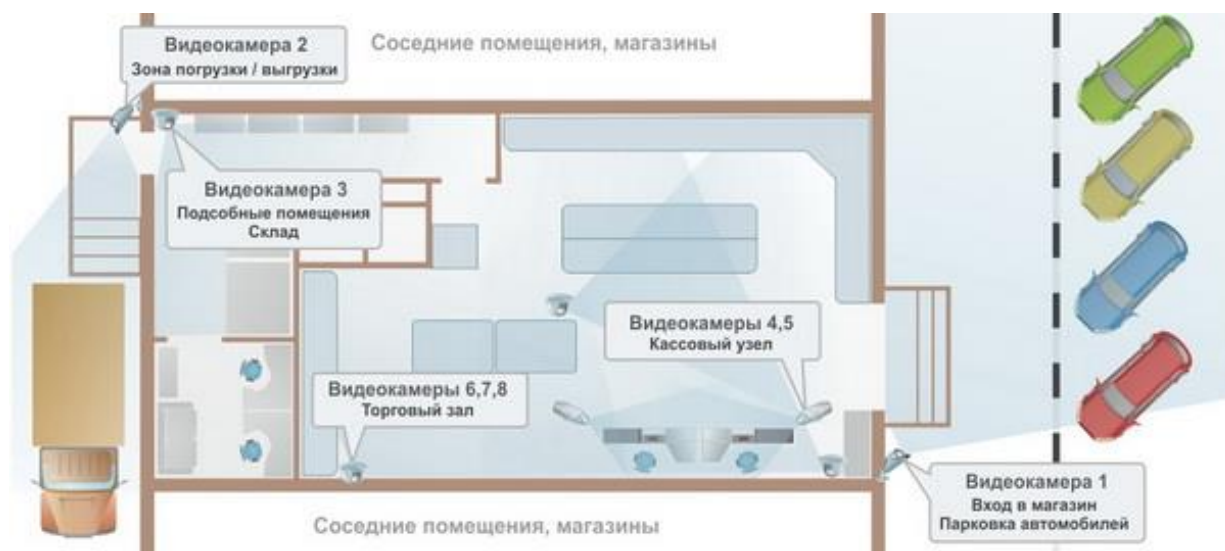 Видеокамера 2
Зона погрузки / выгрузки
Соседние помещения, магазины
Видеокамера 3
Подсобные помещения
Склад
Видеокамеры 4,5
Кассовый узел
Видеокамеры 6,7,8
Торговый зал
Видеокамера 1
Вход в магазин
Парковка автомобилей
Соседние помещения, магазины